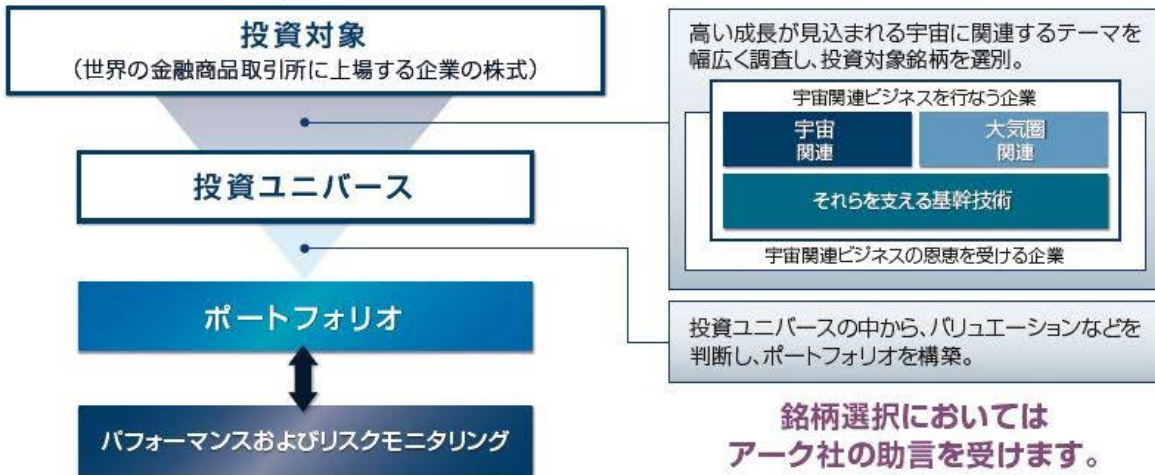 投資対象
（世界の金融商品取引所に上場する企業の株式）
投資ユニバース
ポートフォリオ
パフォーマンスおよびリスクモニタリング
高い成長が見込まれる宇宙に関連するテーマを
幅広く調査し、投資対象銘柄を選別。
宇宙関連ビジネスを行なう企業
宇宙
関連
大気圏
関連
それらを支える基幹技術
宇宙関連ビジネスの恩恵を受ける企業
投資ユニバースの中から、バリュエーションなどを
判断し、ポートフォリオを構築。
銘柄選択においては
アーク社の助言を受けます。